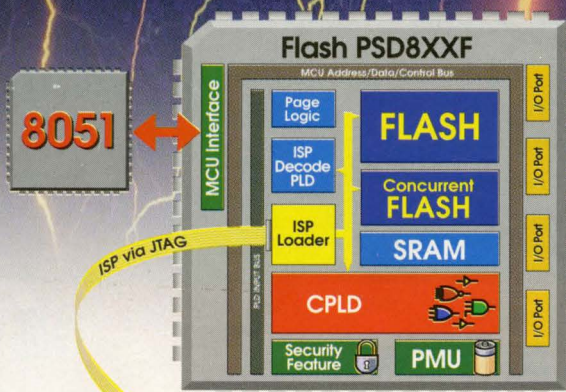 Flash PSD8XXF
MCU Address/Data/Control Bus
8051
MCU Interface
Page
Logic
FLASH
ISP
Decode
PLD
Concurrent
FLASH
ISP
Loader
SRAM
ISP via JTAG
PLD INPUT BUS
CPLD
Security
Feature
PMU
I/O Port
I/O Port
I/O Port
I/O Port